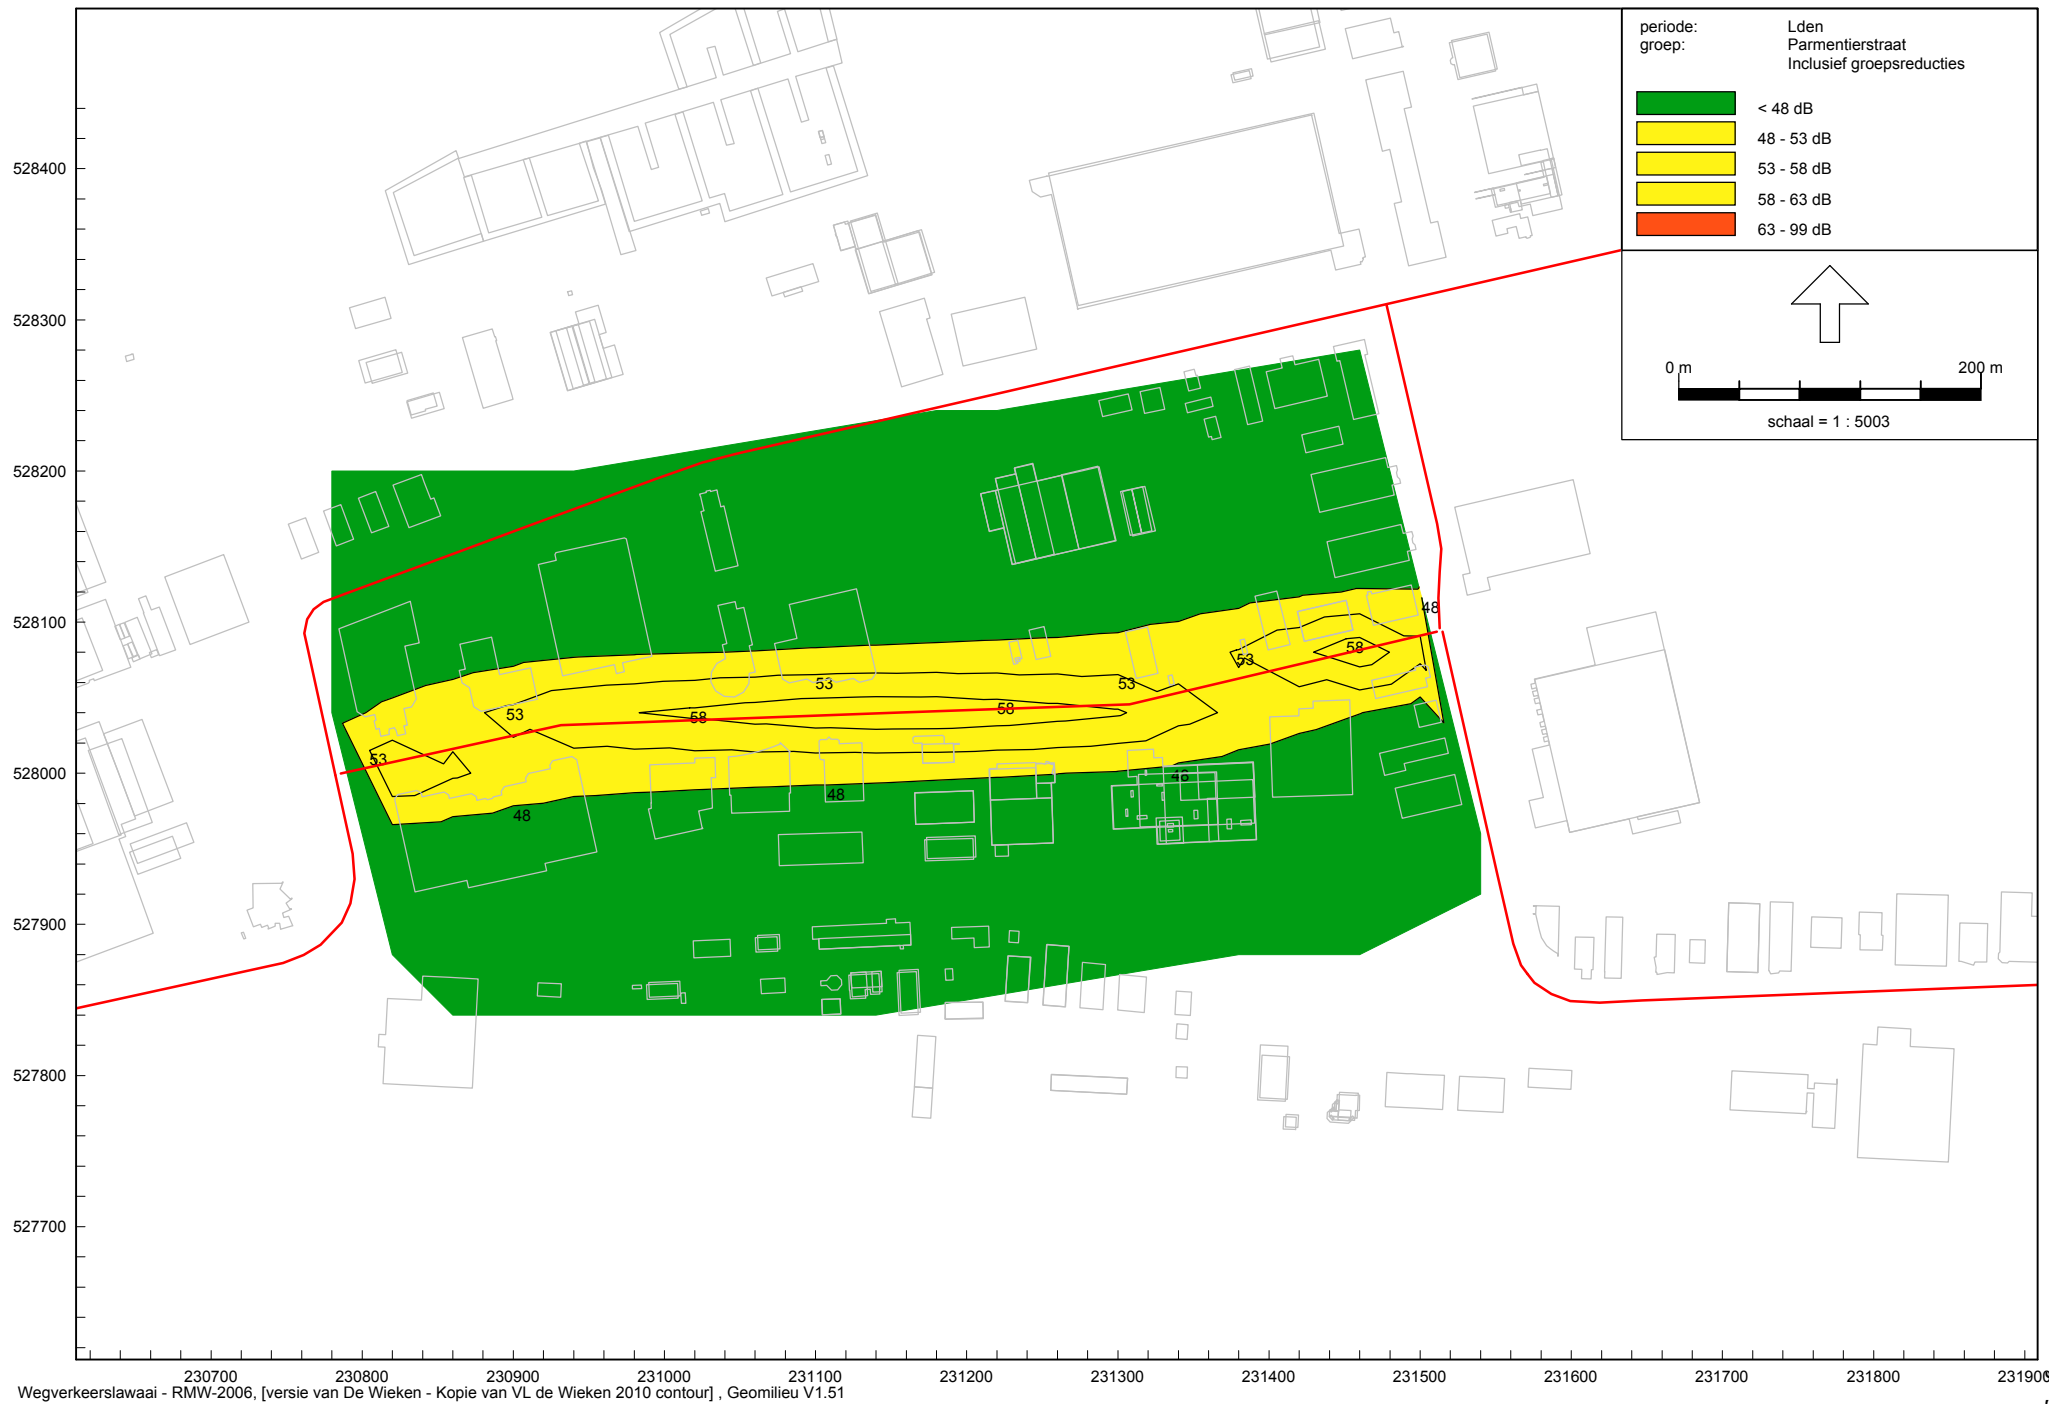 periode: Lden
groep: Parmentierstraat
Inclusief groepsreducties
< 48 dB
48 - 53 dB
53 - 58 dB
58 - 63 dB
63 - 99 dB
0 m 200 m
schaal = 1 : 5003
528400
528300
528200
528100
528000
527900
527800
527700
48
58
53
53
53
58
53
58
53
48
48
48
230700 230800 230900 231000 231100 231200 231300 231400 231500 231600 231700 231800 231900
Wegverkeerslawaai - RMW-2006, [versie van De Wieken - Kopie van VL de Wieken 2010 contour] , Geomilieu V1.51